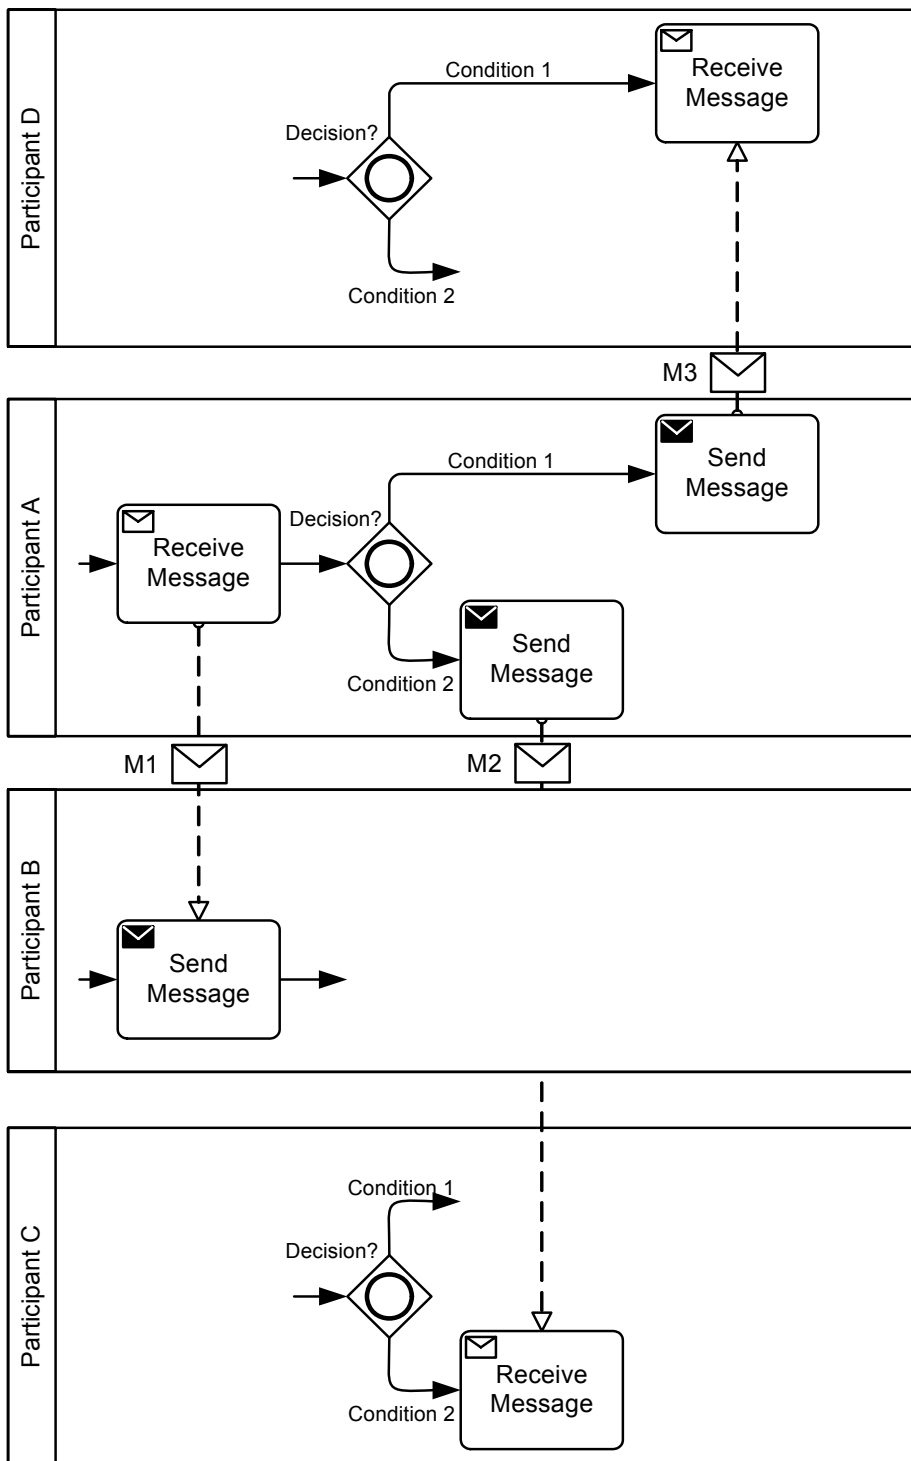 Participant D
Decision?
Condition 1
Condition 2
Receive
Message
M3
Participant A
Receive
Message
Decision?
Condition 1
Condition 2
Send
Message
Send
Message
M1
M2
Participant B
Send
Message
Participant C
Condition 1
Decision?
Condition 2
Receive
Message